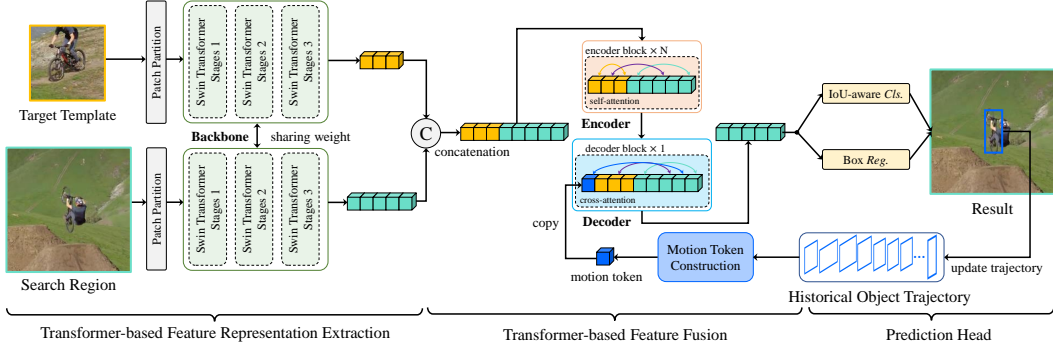 Target Template
Patch Partition
Swin Transformer
Stages 1
Swin Transformer
Stages 2
Swin Transformer
Stages 3
Backbone
sharing weight
Search Region
Patch Partition
Swin Transformer
Stages 1
Swin Transformer
Stages 2
Swin Transformer
Stages 3
C
concatenation
encoder block × N
self-attention
Encoder
decoder block × 1
cross-attention
Decoder
copy
motion token
Motion Token
Construction
IoU-aware Cls.
Box Reg.
Result
update trajectory
Historical Object Trajectory
Transformer-based Feature Representation Extraction
Transformer-based Feature Fusion
Prediction Head